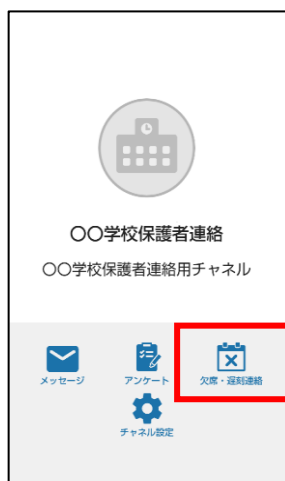 〇〇学校保護者連絡
〇〇学校保護者連絡用チャネル
メッセージ
アンケート
欠席・遅刻連絡
チャネル設定